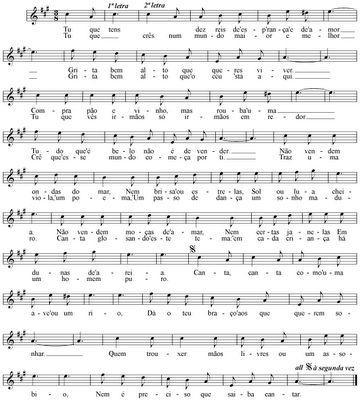 1ª letra 2ª letra
Tu que tens dez reis de'es-p'ran-ça'e de'a-
Tu que crês num mun-do mai-or e me-lhor
mor Gri-ta bem al-to que que-res vi-ver.
Gri-ta bem al-to qu'o céu 'stá a-qui.
Com-pra pão e vi-nho, mas rou-ba'u-ma
Tu que vês ir-mãos só ir-mãos em re-dor
Tu-do que'é be-lo não é de ven-der. Não ven-dem
Crê que'es-se mun-do co-me-ça por ti. Traz u-ma
on-das do mar, Nem bri-sa'ou es-tre-las, Sol ou lu-a chei-
vio-la,'um po-e-ma,'Um pas-so de dan-ça um so-nho ma-du-
a. Não ven-dem mo-ças de'a-mar, Nem cer-tas ja-ne-las Em
ro. Can-ta glo-san-do'es-te te-ma:'em ca-da cri-an-ça há
du-nas de'a-rei-a. Can-ta, can-ta co-mo'u-ma
um ho-mem pu-ro.
a-ve'ou um ri-o, Dá o teu bra-ço'aos que que-rem so-
nhar. Quem trou-xer mãos li-vres ou um as-so-
al à segunda vez
bi-o, Nem é pre-ci-so que sai-ba can-tar.